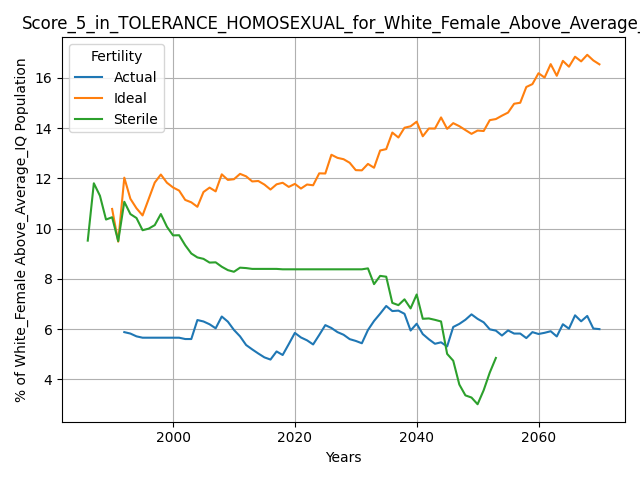 Score_5_in_TOLERANCE_HOMOSEXUAL_for_White_Female_Above_Average_
Fertility
Actual
Ideal
Sterile
% of White_Female Above_Average_IQ Population
16
14
12
10
8
6
4
2000
2020
2040
2060
Years